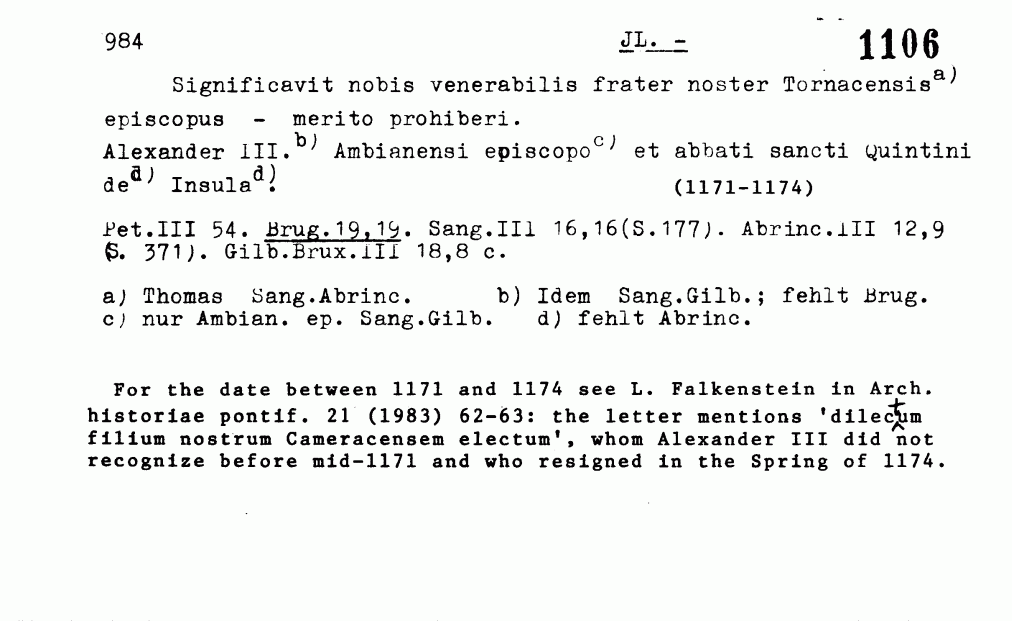 984 JL. - 1106
Significavit nobis venerabilis frater noster Tornacensis a)
episcopus - merito prohiberi.
Alexander III. b) Ambianensi episcopo c) et abbati sancti Quintini
de d) Insula d). (1171-1174)
Pet.III 54. Brug.19,19. Sang.III 16,16(S.177). Abrinc.III 12,9
(S. 371). Gilb.Brux.III 18,8 c.
a) Thomas Sang.Abrinc. b) Idem Sang.Gilb.; fehlt Brug.
c) nur Ambian. ep. Sang.Gilb. d) fehlt Abrinc.
For the date between 1171 and 1174 see L. Falkenstein in Arch.
historiae pontif. 21 (1983) 62-63: the letter mentions 'dilectum
filium nostrum Cameracensem electum', whom Alexander III did not
recognize before mid-1171 and who resigned in the Spring of 1174.